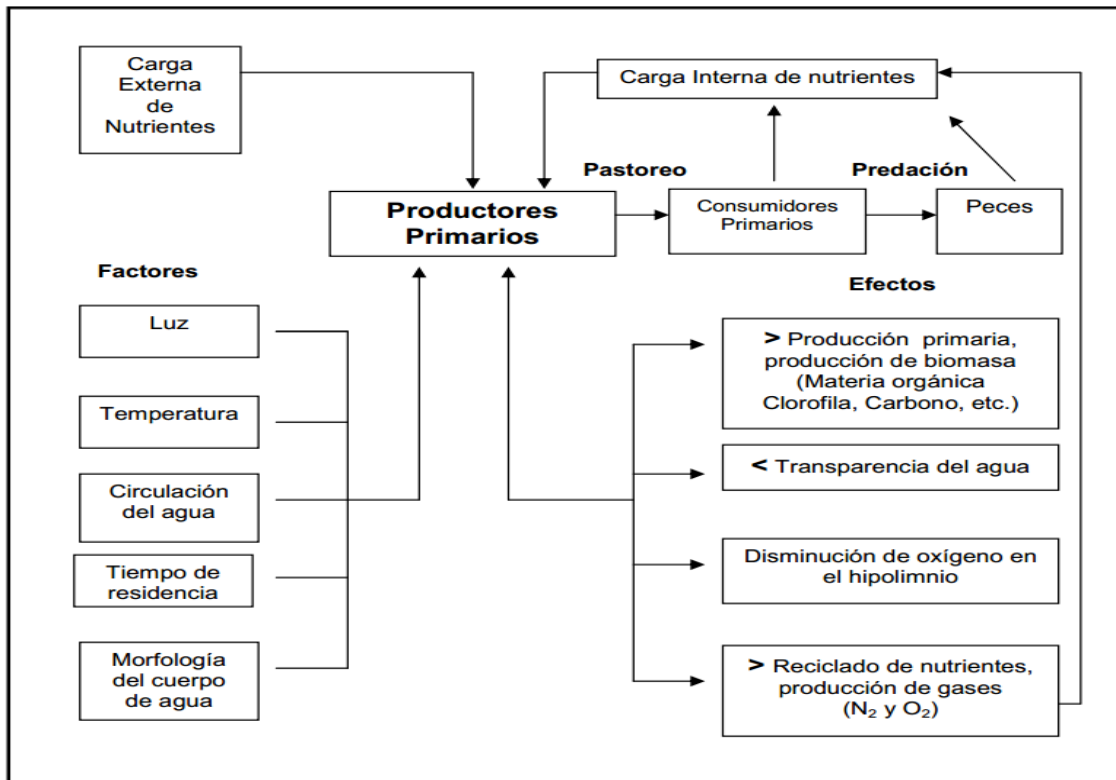 Carga
Externa
de
Nutrientes
Carga Interna de nutrientes
Pastoreo
Predación
Productores
Primarios
Consumidores
Primarios
Peces
Factores
Efectos
Luz
Temperatura
Circulación
del agua
Tiempo de
residencia
Morfología
del cuerpo
de agua
> Producción primaria,
producción de biomasa
(Materia orgánica
Clorofila, Carbono, etc.)
< Transparencia del agua
Disminución de oxígeno en
el hipolimnio
> Reciclado de nutrientes,
producción de gases
(N₂ y O₂)